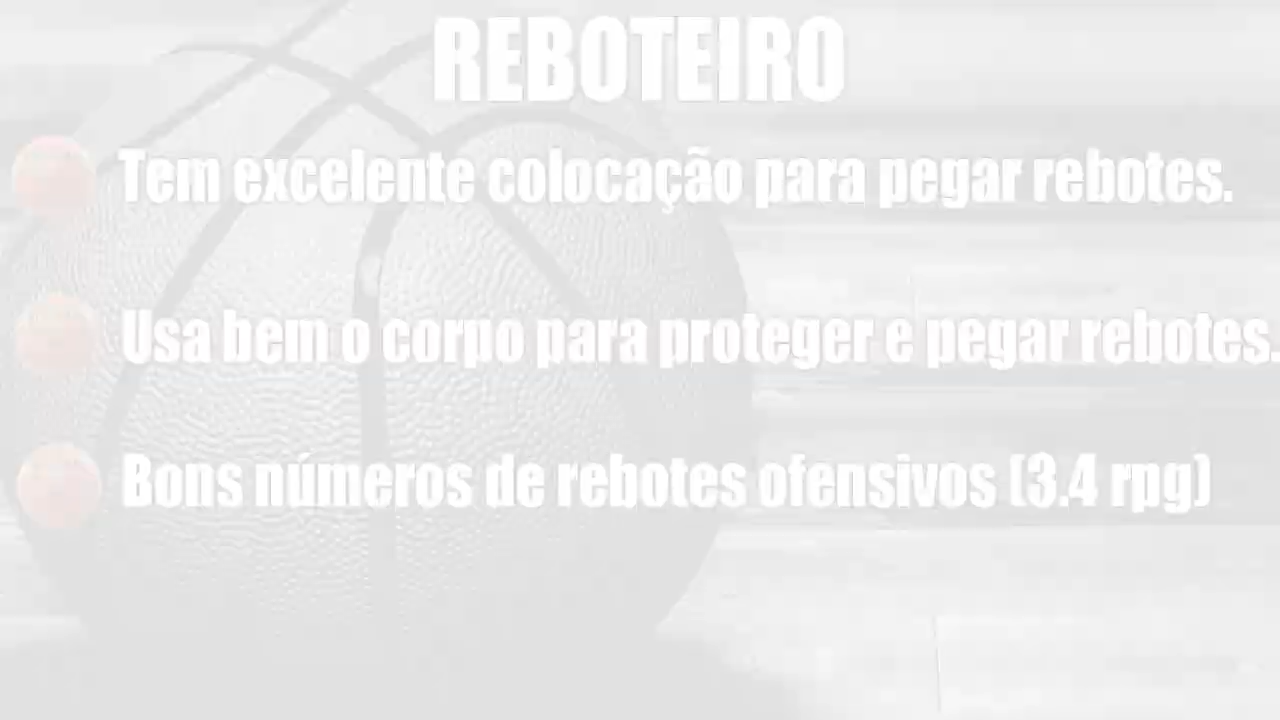 REBOTEIRO
Tem excelente colocação para pegar rebotes.
Usa bem o corpo para proteger e pegar rebotes.
Bons números de rebotes ofensivos (3.4 rpg)